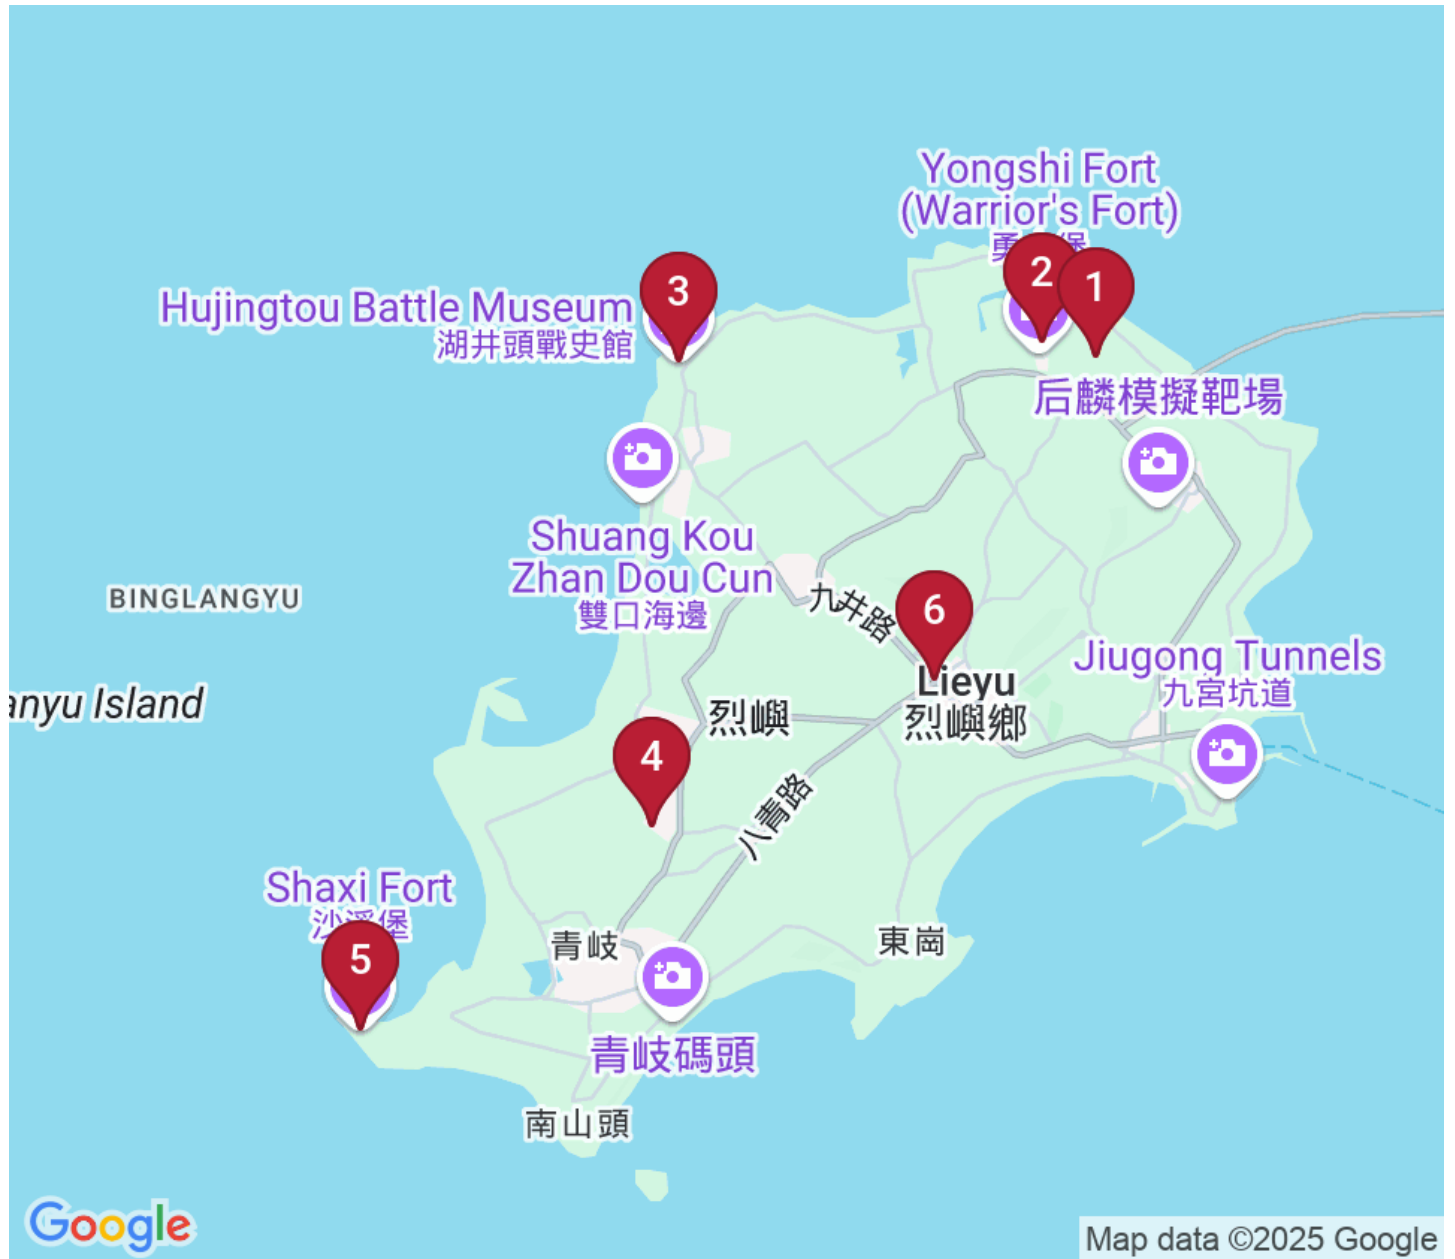 Yongshi Fort
(Warrior's Fort)
2
1
3
Hujingtou Battle Museum
湖井頭戰史館
后麟模擬靶場
Shuang Kou
Zhan Dou Cun
雙口海邊
BINGLANGYU
九井路
6
Lieyu
烈嶼鄉
Jiugong Tunnels
九宮坑道
anyu Island
烈嶼
4
八青路
Shaxi Fort
5
青岐
東崗
青岐碼頭
南山頭
Google
Map data ©2025 Google